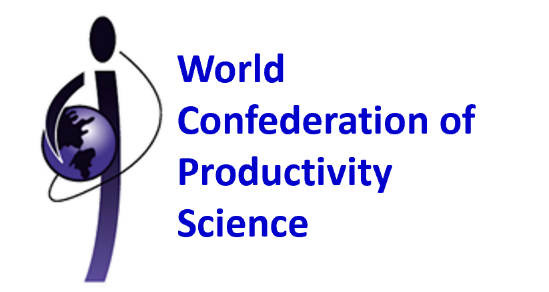 World
Confederation of
Productivity
Science